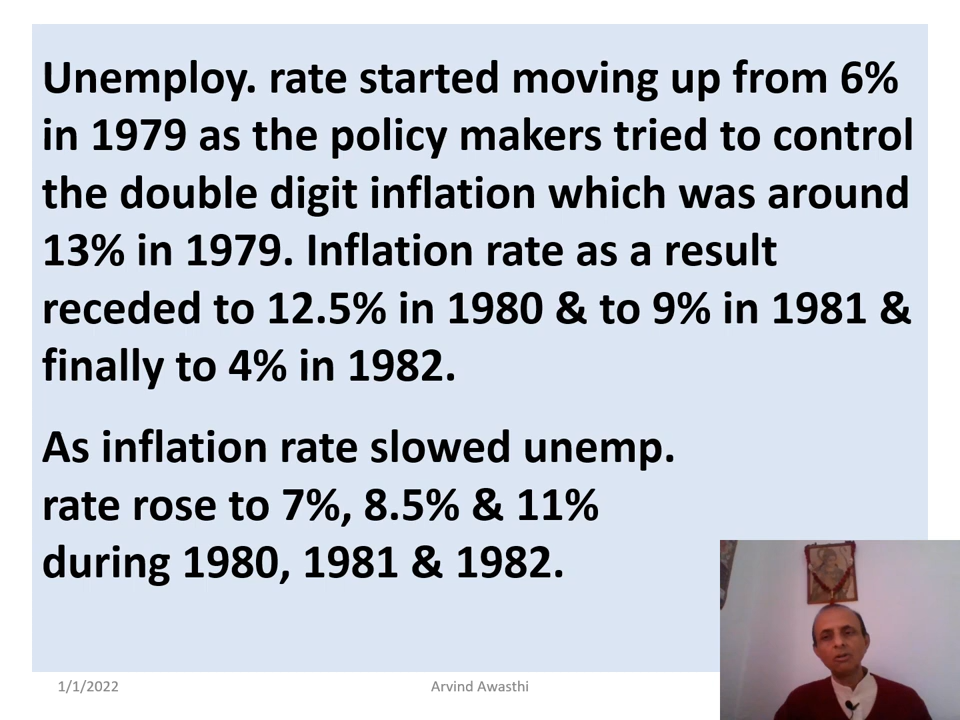 Unemploy. rate started moving up from 6%
in 1979 as the policy makers tried to control
the double digit inflation which was around
13% in 1979. Inflation rate as a result
receded to 12.5% in 1980 & to 9% in 1981 &
finally to 4% in 1982.
As inflation rate slowed unemp.
rate rose to 7%, 8.5% & 11%
during 1980, 1981 & 1982.
1/1/2022
Arvind Awasthi